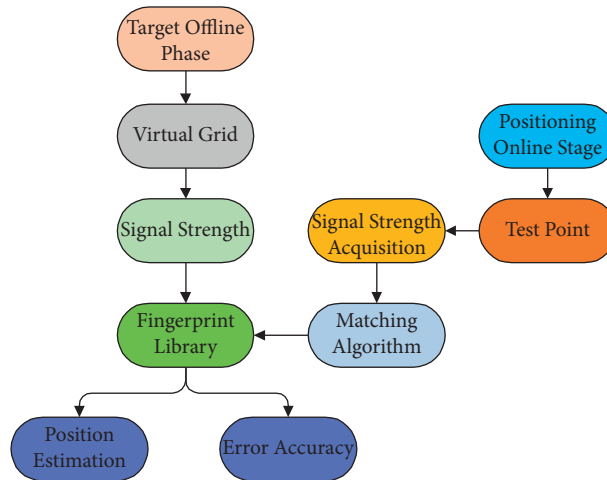 Target Offline
Phase
Virtual Grid
Positioning
Online Stage
Signal Strength
Signal Strength
Acquisition
Test Point
Fingerprint
Library
Matching
Algorithm
Position
Estimation
Error Accuracy